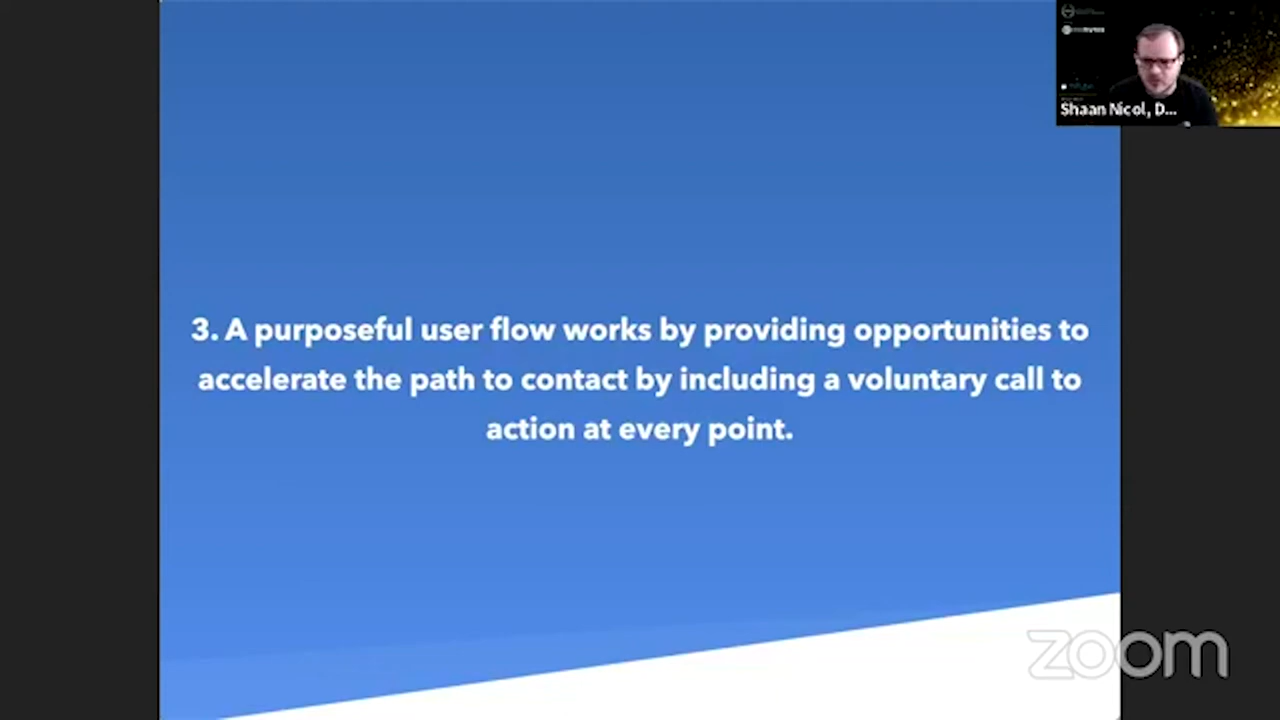 Shaan Nicol, D...
3. A purposeful user flow works by providing opportunities to
accelerate the path to contact by including a voluntary call to
action at every point.
zoom